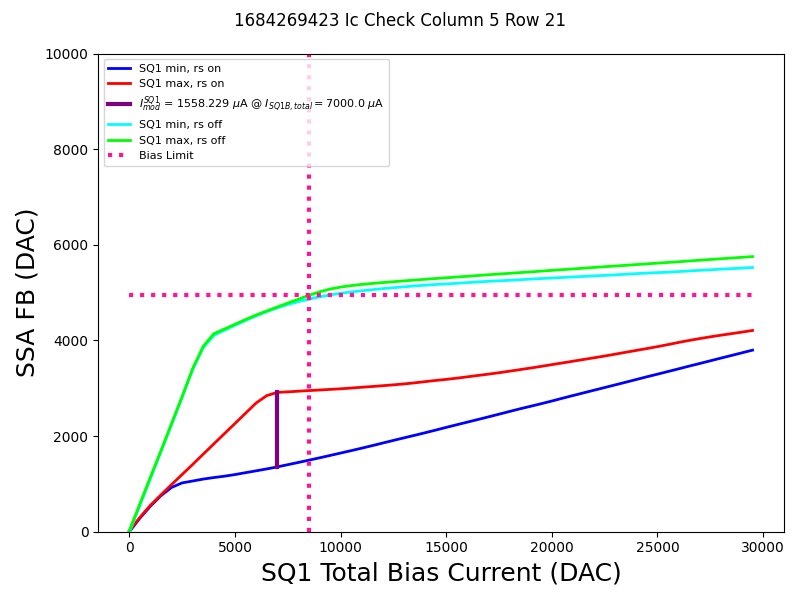 1684269423 Ic Check Column 5 Row 21
10000
8000
6000
4000
2000
0
SSA FB (DAC)
SQ1 min, rs on
SQ1 max, rs on
I_{mod}^{SQ1} = 1558.229 μA @ I_{SQ1B,total} = 7000.0 μA
SQ1 min, rs off
SQ1 max, rs off
Bias Limit
0 5000 10000 15000 20000 25000 30000
SQ1 Total Bias Current (DAC)